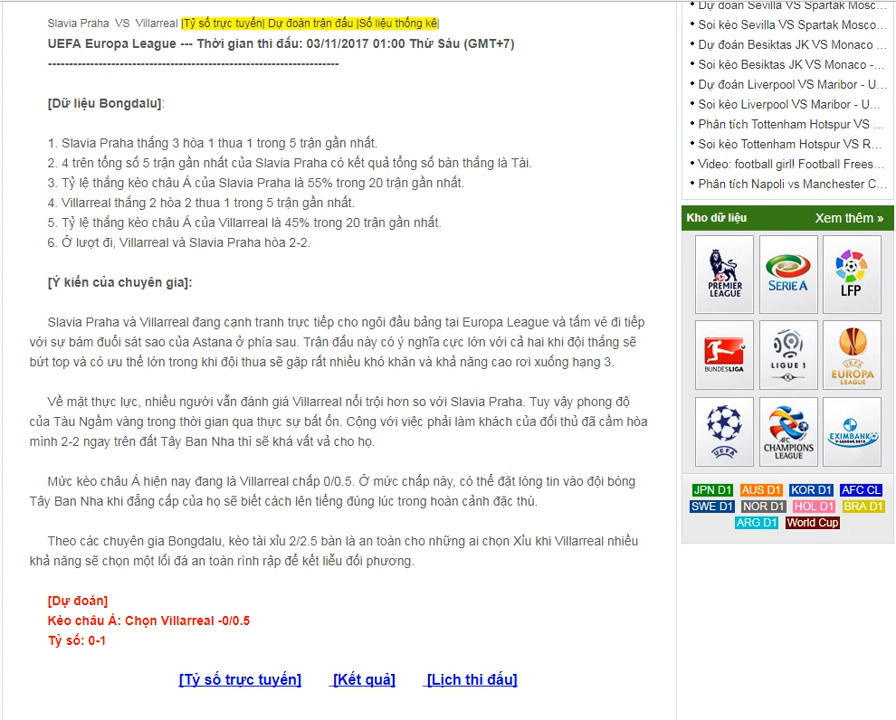 Slavia Praha VS Villarreal |Tỷ số trực tuyến| Dự đoán trận đấu |Số liệu thống kê|
UEFA Europa League --- Thời gian thi đấu: 03/11/2017 01:00 Thứ Sáu (GMT+7)
----------------------------------------------------------------------
[Dữ liệu Bongdalu]:
1. Slavia Praha thắng 3 hòa 1 thua 1 trong 5 trận gần nhất.
2. 4 trên tổng số 5 trận gần nhất của Slavia Praha có kết quả tổng số bàn thắng là Tài.
3. Tỷ lệ thắng kèo châu Á của Slavia Praha là 55% trong 20 trận gần nhất.
4. Villarreal thắng 2 hòa 2 thua 1 trong 5 trận gần nhất.
5. Tỷ lệ thắng kèo châu Á của Villarreal là 45% trong 20 trận gần nhất.
6. Ở lượt đi, Villarreal và Slavia Praha hòa 2-2.
[Ý kiến của chuyên gia]:
Slavia Praha và Villarreal đang cạnh tranh trực tiếp cho ngôi đầu bảng tại Europa League và tấm vé đi tiếp
với sự bám đuổi sát sao của Astana ở phía sau. Trận đấu này có ý nghĩa cực lớn với cả hai khi đội thắng sẽ
bứt top và có ưu thế lớn trong khi đội thua sẽ gặp rất nhiều khó khăn và khả năng cao rơi xuống hạng 3.
Về mặt thực lực, nhiều người vẫn đánh giá Villarreal nổi trội hơn so với Slavia Praha. Tuy vậy phong độ
của Tàu Ngầm vàng trong thời gian qua thực sự bất ổn. Cộng với việc phải làm khách của đối thủ đã cầm hòa
mình 2-2 ngay trên đất Tây Ban Nha thì sẽ khá vất vả cho họ.
Mức kèo châu Á hiện nay đang là Villarreal chấp 0/0.5. Ở mức chấp này, có thể đặt lòng tin vào đội bóng
Tây Ban Nha khi đẳng cấp của họ sẽ biết cách lên tiếng đúng lúc trong hoàn cảnh đặc thù.
Theo các chuyên gia Bongdalu, kèo tài xỉu 2/2.5 bàn là an toàn cho những ai chọn Xỉu khi Villarreal nhiều
khả năng sẽ chọn một lối đá an toàn rình rập để kết liễu đối phương.
[Dự đoán]
Kèo châu Á: Chọn Villarreal -0/0.5
Tỷ số: 0-1
[Tỷ số trực tuyến] [Kết quả] [Lịch thi đấu]
Dự đoán Sevilla VS Spartak Mosc...
Soi kèo Sevilla VS Spartak Mosco...
Dự đoán Besiktas JK VS Monaco ...
Soi kèo Besiktas JK VS Monaco -...
Dự đoán Liverpool VS Maribor - U...
Soi kèo Liverpool VS Maribor - U...
Phân tích Tottenham Hotspur VS ...
Soi kèo Tottenham Hotspur VS R...
Video: football girl! Football Frees...
Phân tích Napoli vs Manchester C...
Kho dữ liệu Xem thêm »
PREMIER LEAGUE
SERIE A
LFP
BUNDESLIGA
LIGUE 1
UEFA EUROPA LEAGUE
UEFA
AFC CHAMPIONS LEAGUE
EXIMBANK
JPN D1 AUS D1 KOR D1 AFC CL
SWE D1 NOR D1 HOL D1 BRA D1
ARG D1 World Cup